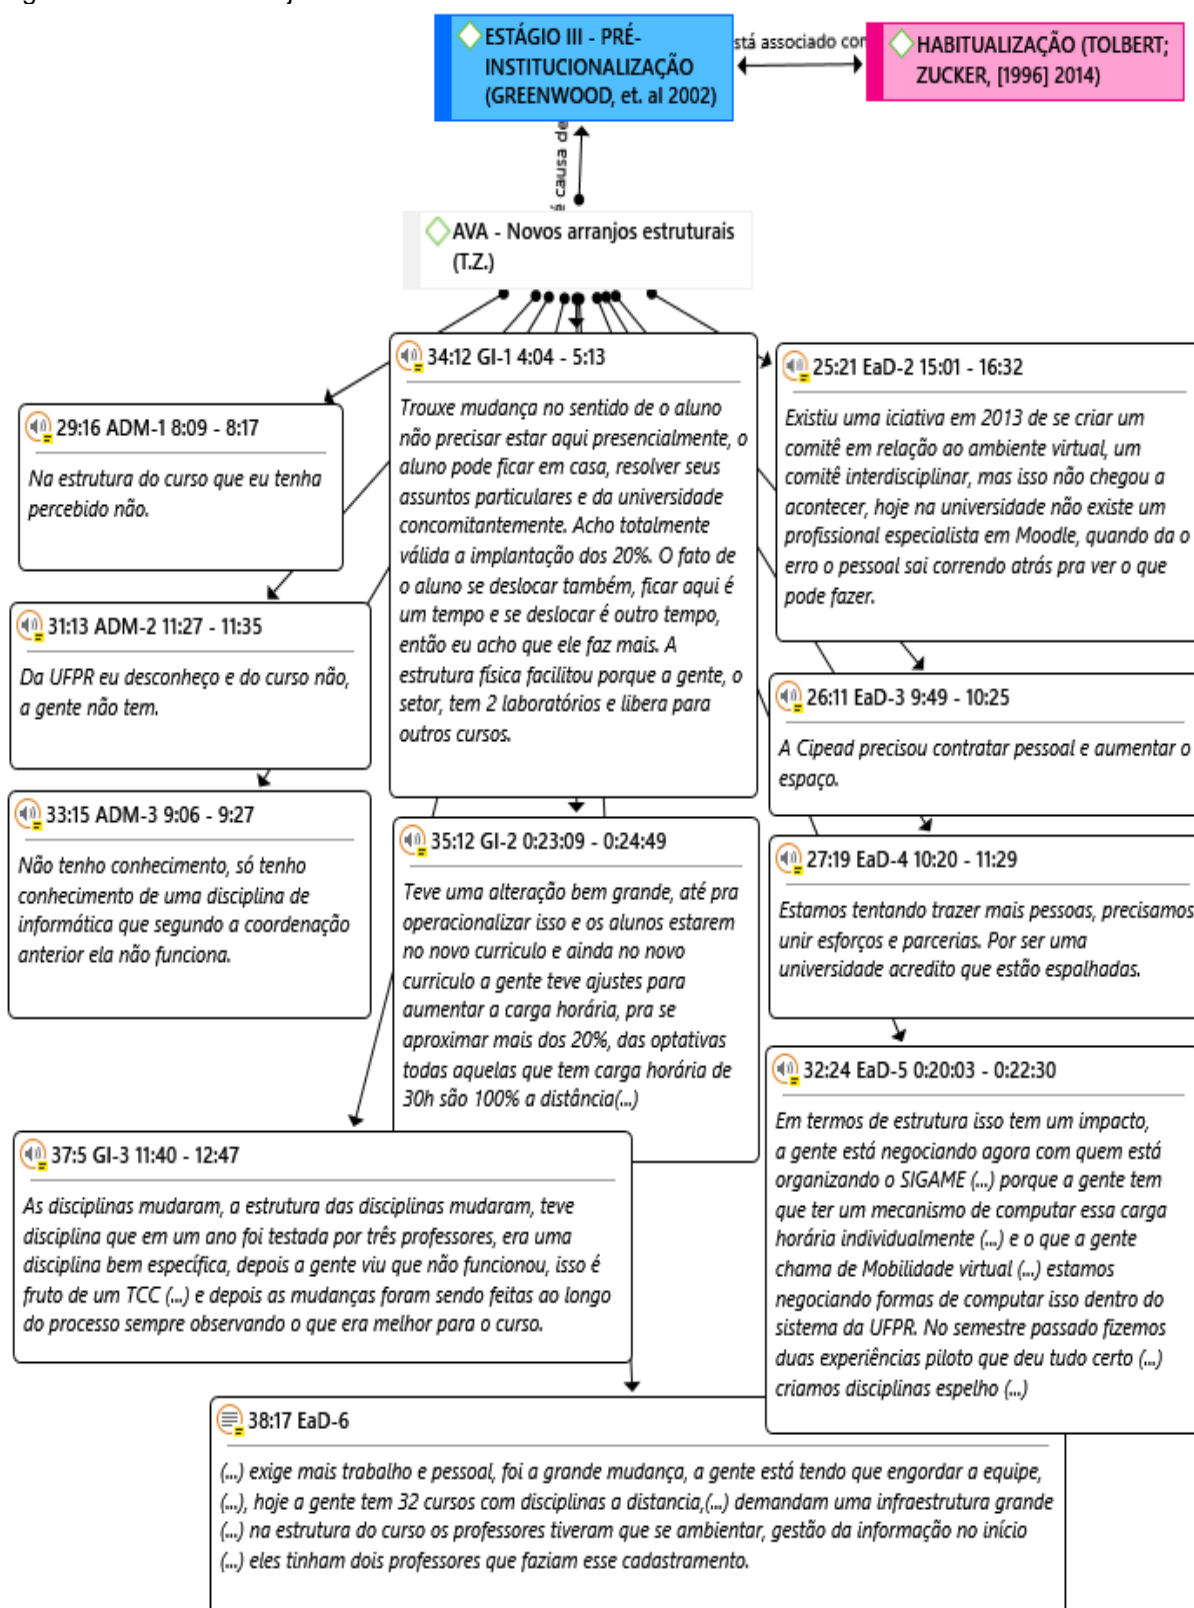 ESTÁGIO III - PRÉ-
INSTITUCIONALIZAÇÃO
(GREENWOOD, et. al 2002)
stá associado cor
HABITUALIZAÇÃO (TOLBERT;
ZUCKER, [1996] 2014)
é causa de
AVA - Novos arranjos estruturais
(T.Z.)
34:12 GI-1 4:04 - 5:13
Trouxe mudança no sentido de o aluno
não precisar estar aqui presencialmente, o
aluno pode ficar em casa, resolver seus
assuntos particulares e da universidade
concomitantemente. Acho totalmente
válida a implantação dos 20%. O fato de
o aluno se deslocar também, ficar aqui é
um tempo e se deslocar é outro tempo,
então eu acho que ele faz mais. A
estrutura física facilitou porque a gente, o
setor, tem 2 laboratórios e libera para
outros cursos.
25:21 EaD-2 15:01 - 16:32
Existiu uma iciativa em 2013 de se criar um
comitê em relação ao ambiente virtual, um
comitê interdisciplinar, mas isso não chegou a
acontecer, hoje na universidade não existe um
profissional especialista em Moodle, quando da o
erro o pessoal sai correndo atrás pra ver o que
pode fazer.
29:16 ADM-1 8:09 - 8:17
Na estrutura do curso que eu tenha
percebido não.
31:13 ADM-2 11:27 - 11:35
Da UFPR eu desconheço e do curso não,
a gente não tem.
26:11 EaD-3 9:49 - 10:25
A Cipead precisou contratar pessoal e aumentar o
espaço.
33:15 ADM-3 9:06 - 9:27
Não tenho conhecimento, só tenho
conhecimento de uma disciplina de
informática que segundo a coordenação
anterior ela não funciona.
35:12 GI-2 0:23:09 - 0:24:49
Teve uma alteração bem grande, até pra
operacionalizar isso e os alunos estarem
no novo curriculo e ainda no novo
curriculo a gente teve ajustes para
aumentar a carga horária, pra se
aproximar mais dos 20%, das optativas
todas aquelas que tem carga horária de
30h são 100% a distância(...)
27:19 EaD-4 10:20 - 11:29
Estamos tentando trazer mais pessoas, precisamos
unir esforços e parcerias. Por ser uma
universidade acredito que estão espalhadas.
32:24 EaD-5 0:20:03 - 0:22:30
Em termos de estrutura isso tem um impacto,
a gente está negociando agora com quem está
organizando o SIGAME (...) porque a gente tem
que ter um mecanismo de computar essa carga
horária individualmente (...) e o que a gente
chama de Mobilidade virtual (...) estamos
negociando formas de computar isso dentro do
sistema da UFPR. No semestre passado fizemos
duas experiências piloto que deu tudo certo (...)
criamos disciplinas espelho (...)
37:5 GI-3 11:40 - 12:47
As disciplinas mudaram, a estrutura das disciplinas mudaram, teve
disciplina que em um ano foi testada por três professores, era uma
disciplina bem específica, depois a gente viu que não funcionou, isso é
fruto de um TCC (...) e depois as mudanças foram sendo feitas ao longo
do processo sempre observando o que era melhor para o curso.
38:17 EaD-6
(...) exige mais trabalho e pessoal, foi a grande mudança, a gente está tendo que engordar a equipe,
(...), hoje a gente tem 32 cursos com disciplinas a distancia,(...) demandam uma infraestrutura grande
(...) na estrutura do curso os professores tiveram que se ambientar, gestão da informação no início
(...) eles tinham dois professores que faziam esse cadastramento.